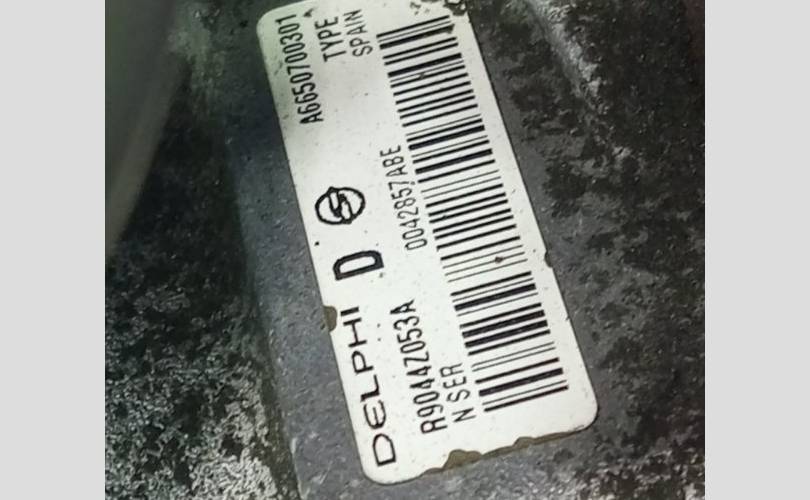 DELPHI D A6650700301
R9044Z053A TYPE
N SER 0042857ABE SPAIN